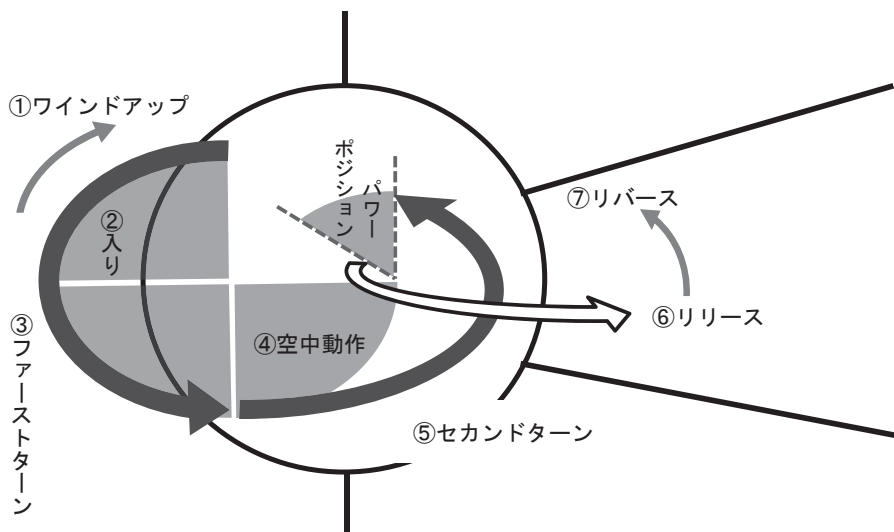 ①ワインドアップ
②入り
③ファーストターン
④空中動作
パワー
ポジション
⑤セカンドターン
⑥リリース
⑦リバース